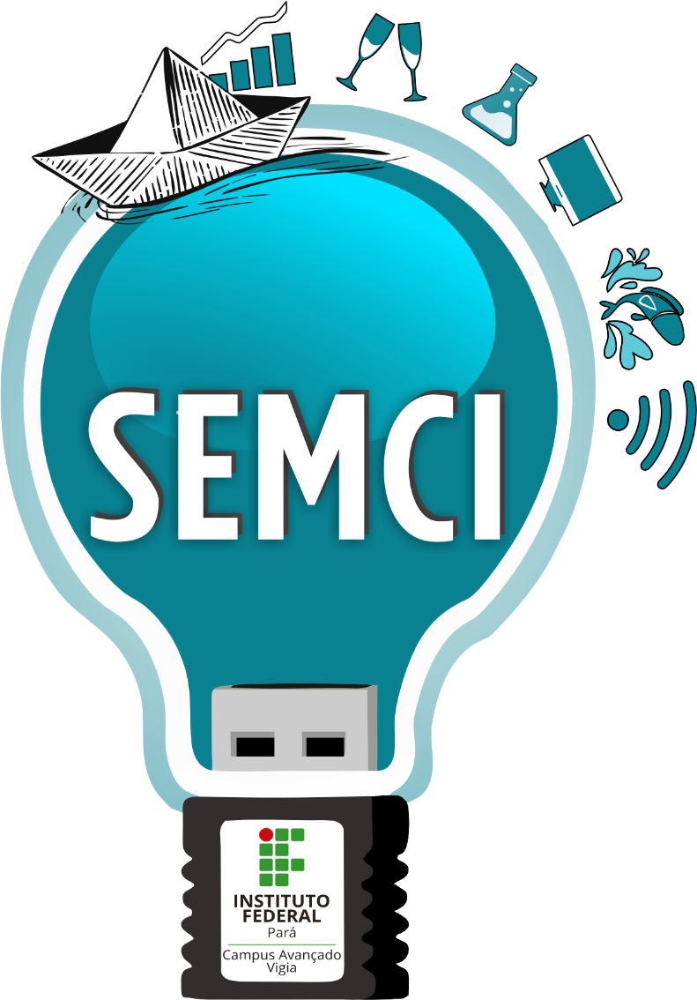 SEMCI
INSTITUTO
FEDERAL
Pará
Campus Avançado
Vigia